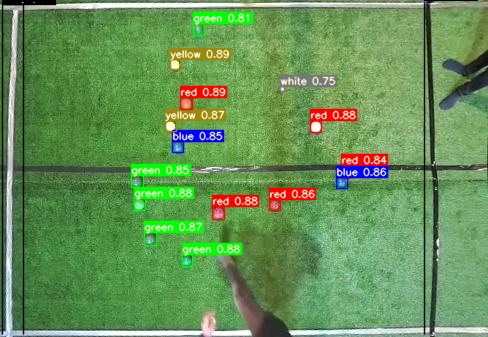 green 0.81
yellow 0.89
white 0.75
red 0.89
yellow 0.87
red 0.88
blue 0.85
red 0.84
green 0.85
blue 0.86
green 0.88
red 0.88
red 0.86
green 0.87
green 0.88